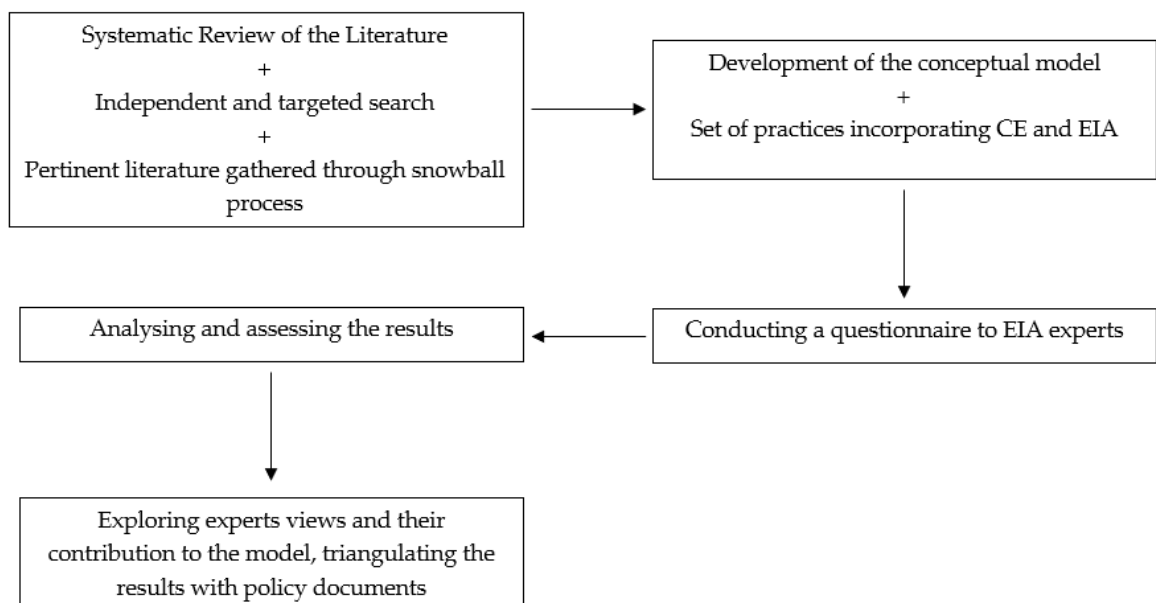 Systematic Review of the Literature
+
Independent and targeted search
+
Pertinent literature gathered through snowball
process
Development of the conceptual model
+
Set of practices incorporating CE and EIA
Conducting a questionnaire to EIA experts
Analysing and assessing the results
Exploring experts views and their
contribution to the model, triangulating the
results with policy documents